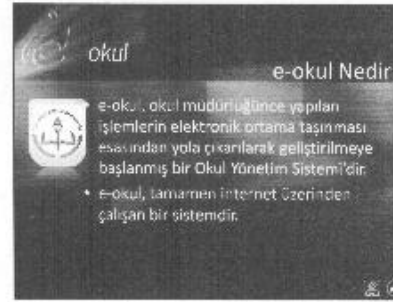 okul
e-okul Nedir
• e-okul, okul müdürlüğünce yapılan
işlemlerin elektronik ortama taşınması
esasından yola çıkarılarak geliştirilmeye
başlanmış bir Okul Yönetim Sistemi'dir.
• e-okul, tamamen internet üzerinden
çalışan bir sistemdir.